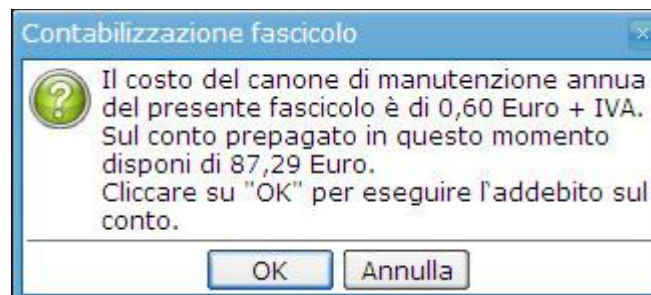 Contabilizzazione fascicolo
Il costo del canone di manutenzione annua
del presente fascicolo è di 0,60 Euro + IVA.
Sul conto prepagato in questo momento
disponi di 87,29 Euro.
Cliccare su "OK" per eseguire l'addebito sul
conto.
OK Annulla